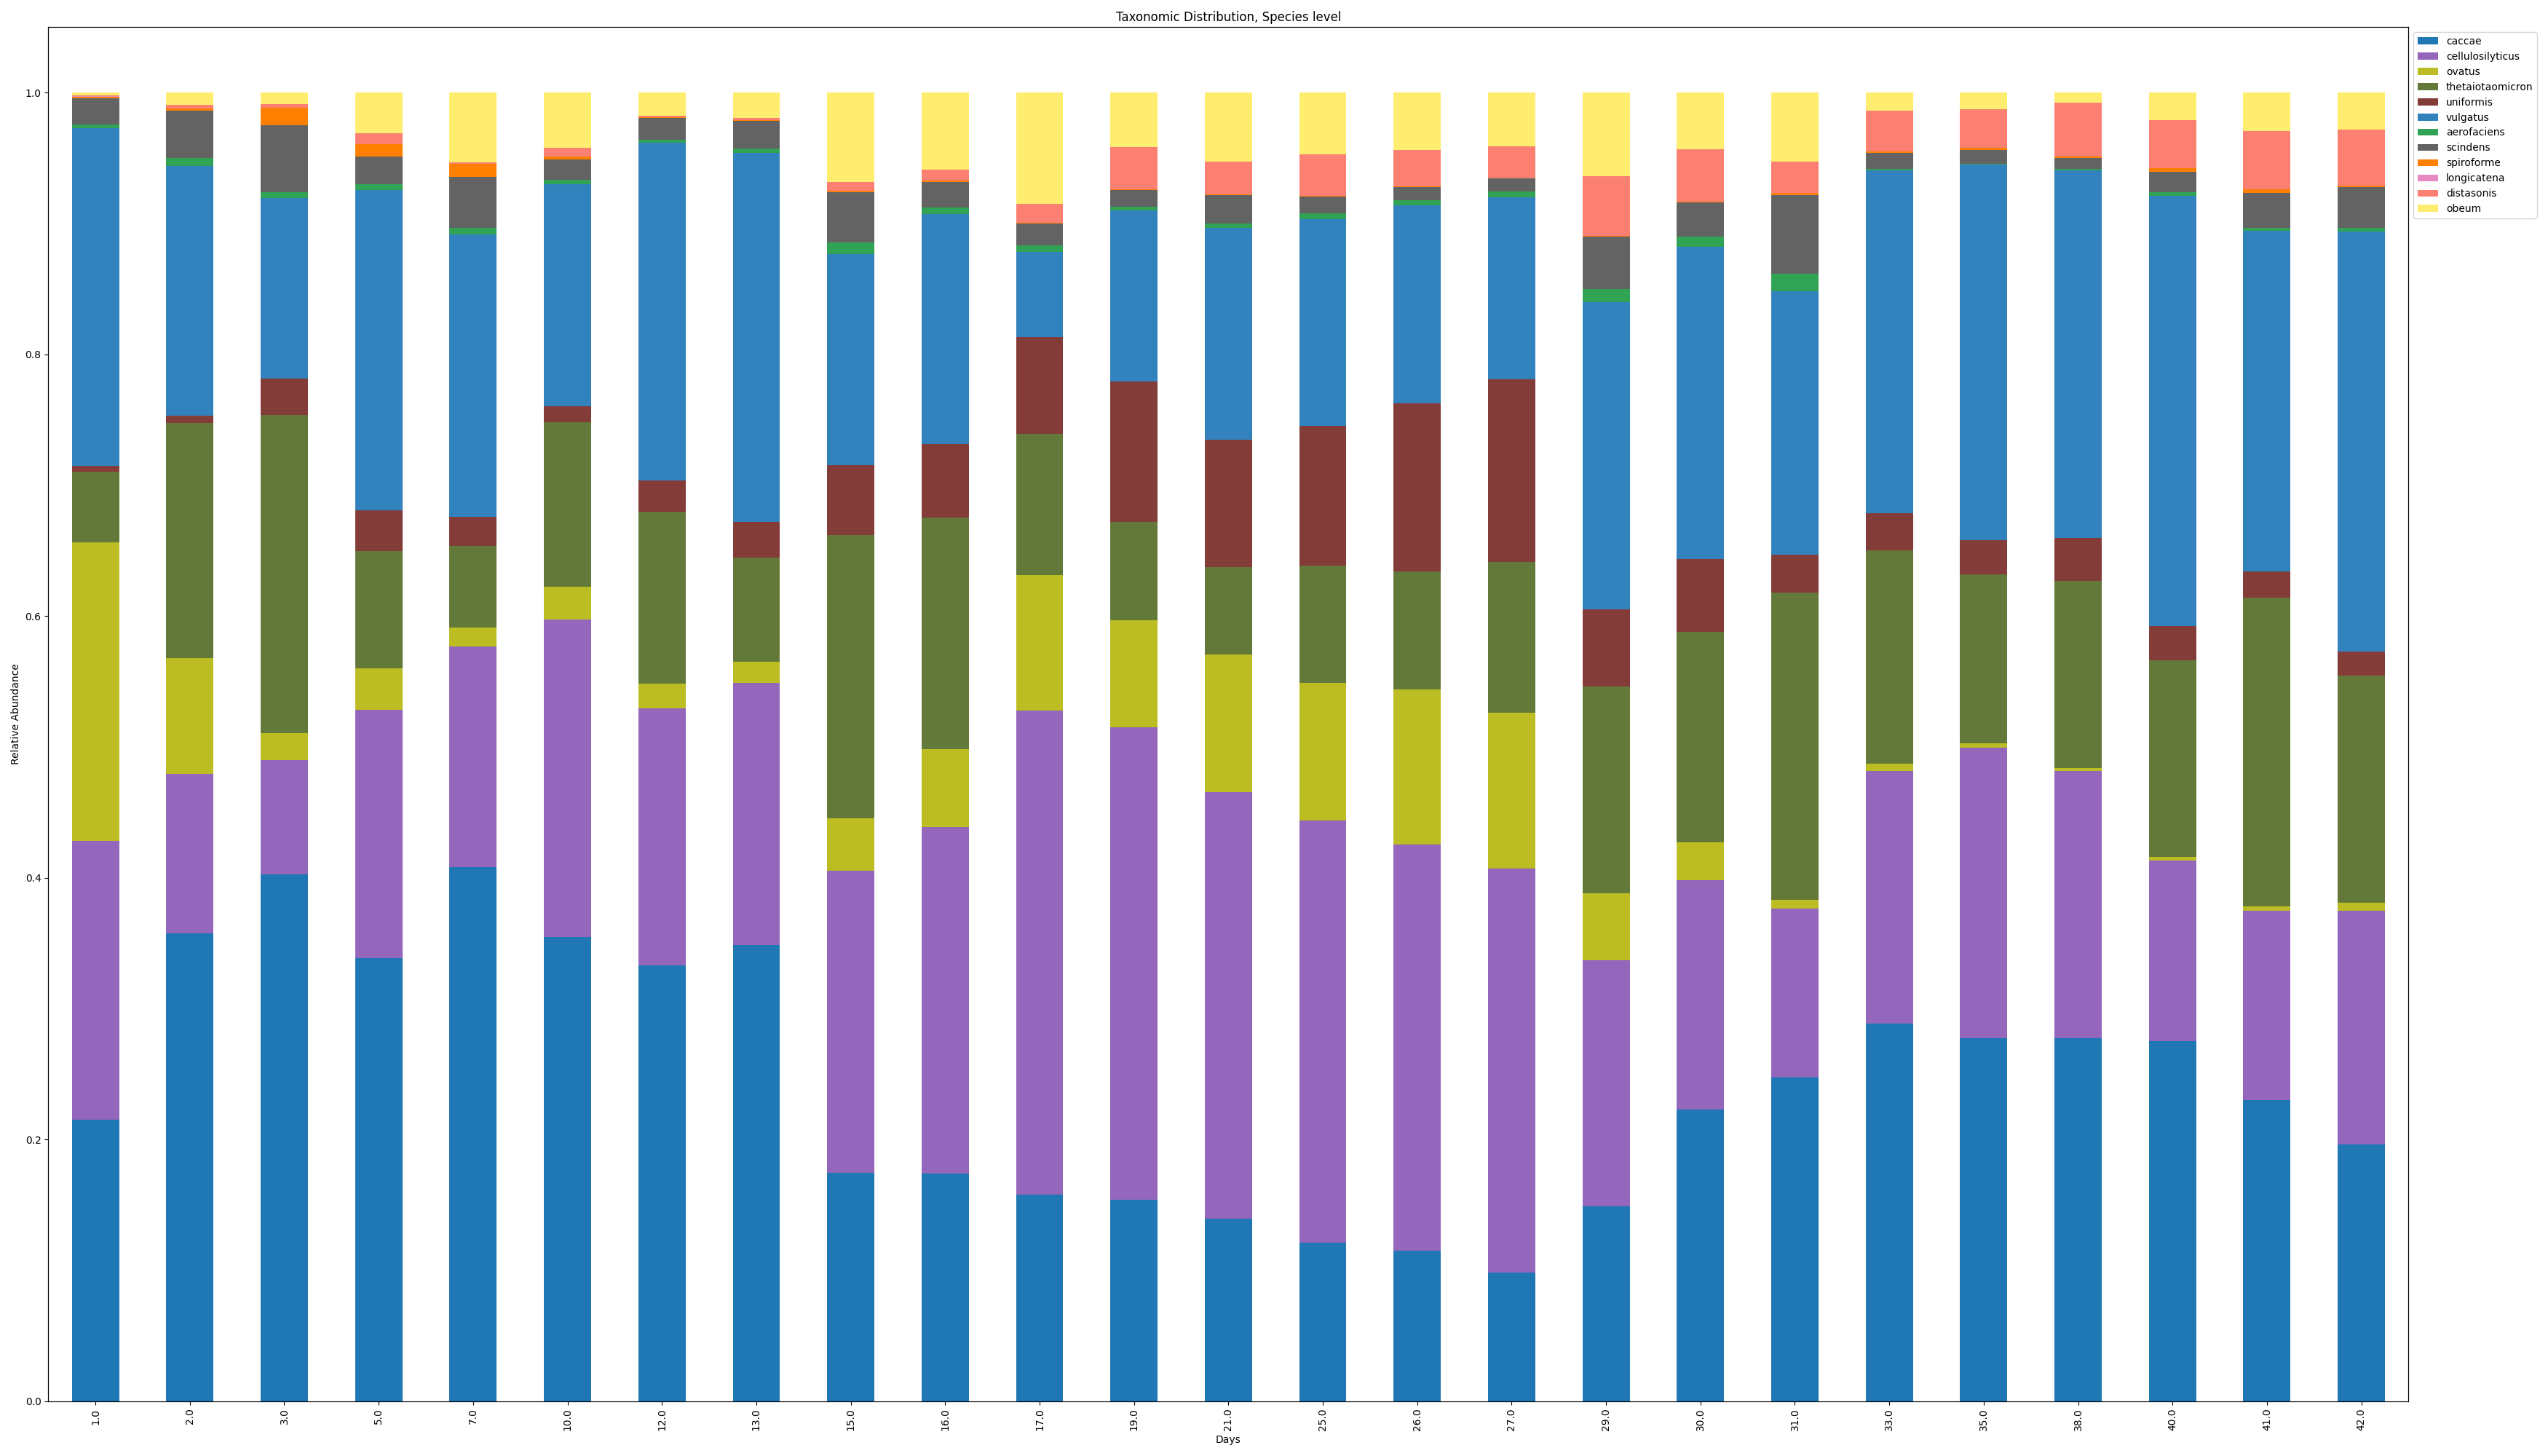 Taxonomic Distribution, Species level
caccae
cellulosilyticus
ovatus
thetaiotaomicron
uniformis
vulgatus
aerofaciens
scindens
spiroforme
longicatena
distasonis
obeum
Relative Abundance
1.0
0.8
0.6
0.4
0.2
0.0
1.0
2.0
3.0
5.0
7.0
10.0
12.0
13.0
15.0
16.0
17.0
19.0
21.0
25.0
26.0
27.0
29.0
30.0
31.0
33.0
35.0
38.0
40.0
41.0
42.0
Days